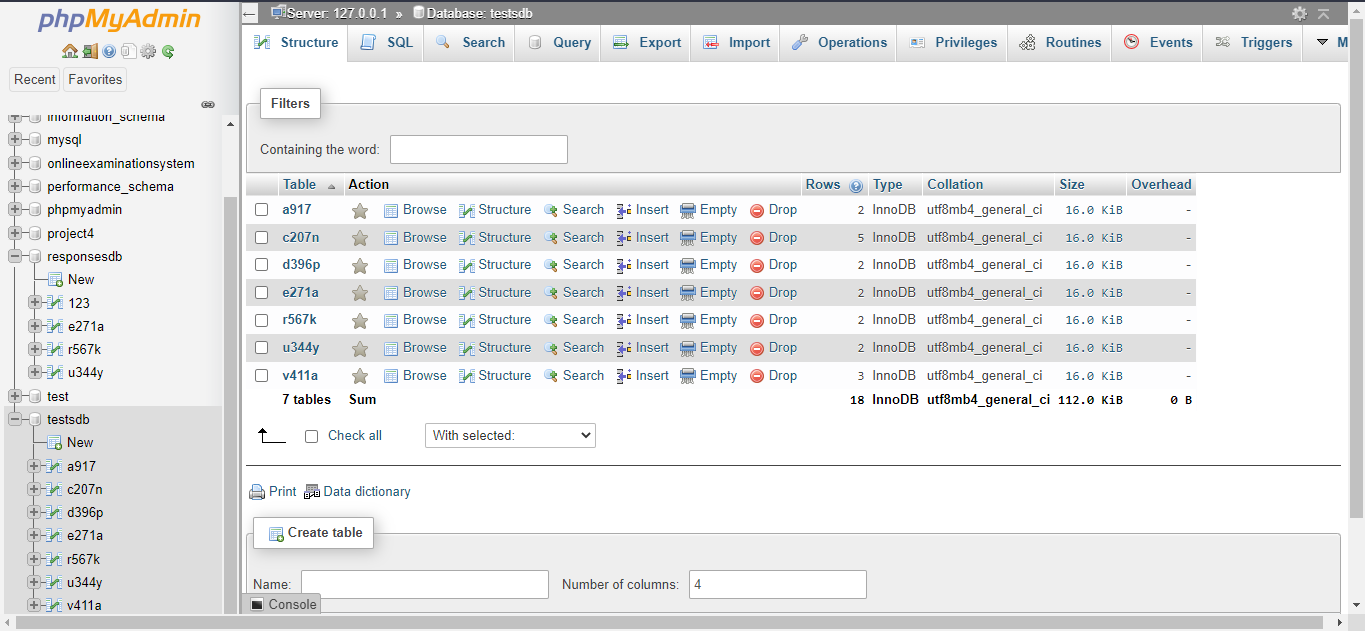 phpMyAdmin
Recent Favorites
information_schema
mysql
onlineexaminationsystem
performance_schema
phpmyadmin
project4
responsesdb
New
123
e271a
r567k
u344y
test
testsdb
New
a917
c207n
d396p
e271a
r567k
u344y
v411a
Server: 127.0.0.1 » Database: testsdb
Structure SQL Search Query Export Import Operations Privileges Routines Events Triggers M
Filters
Containing the word:
Table Action Rows Type Collation Size Overhead
a917 Browse Structure Search Insert Empty Drop 2 InnoDB utf8mb4_general_ci 16.0 KiB -
c207n Browse Structure Search Insert Empty Drop 5 InnoDB utf8mb4_general_ci 16.0 KiB -
d396p Browse Structure Search Insert Empty Drop 2 InnoDB utf8mb4_general_ci 16.0 KiB -
e271a Browse Structure Search Insert Empty Drop 2 InnoDB utf8mb4_general_ci 16.0 KiB -
r567k Browse Structure Search Insert Empty Drop 2 InnoDB utf8mb4_general_ci 16.0 KiB -
u344y Browse Structure Search Insert Empty Drop 2 InnoDB utf8mb4_general_ci 16.0 KiB -
v411a Browse Structure Search Insert Empty Drop 3 InnoDB utf8mb4_general_ci 16.0 KiB -
7 tables Sum 18 InnoDB utf8mb4_general_ci 112.0 KiB 0 B
Check all With selected:
Print Data dictionary
Create table
Name: Number of columns: 4
Console